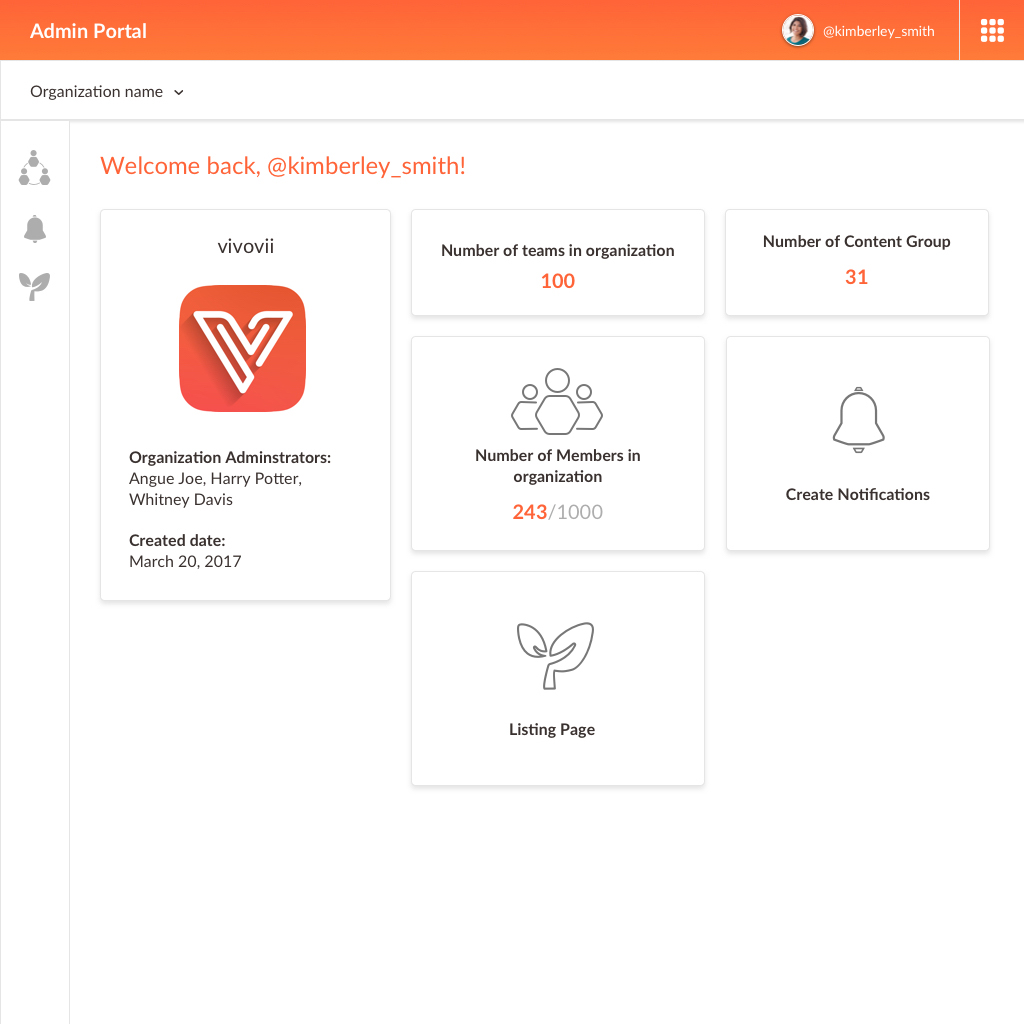 Admin Portal
@kimberley_smith
Organization name
Welcome back, @kimberley_smith!
vivovii
Organization Adminstrators:
Angue Joe, Harry Potter,
Whitney Davis
Created date:
March 20, 2017
Number of teams in organization
100
Number of Content Group
31
Number of Members in
organization
243/1000
Create Notifications
Listing Page